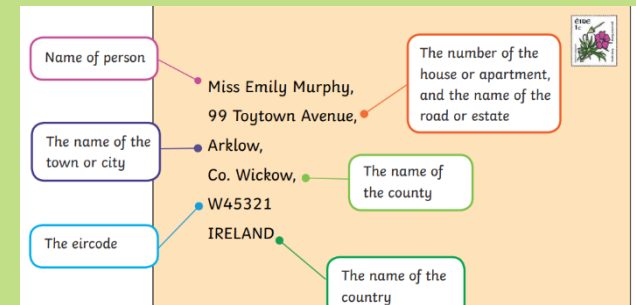 ÉIRE
1c
Name of person
The number of the
house or apartment,
and the name of the
road or estate
Miss Emily Murphy,
99 Toytown Avenue,
The name of the
town or city
Arklow,
Co. Wickow,
The name of
the county
W45321
The eircode
IRELAND
The name of the
country